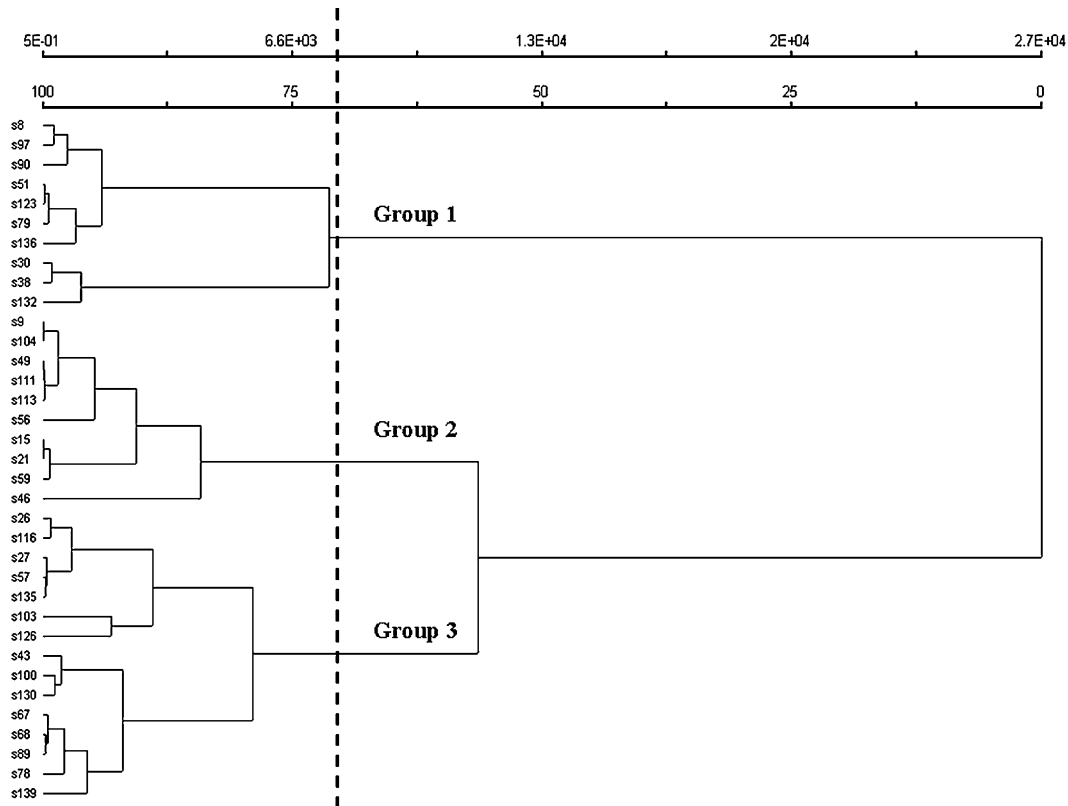 5E-01 6.6E+03 1.3E+04 2E+04 2.7E+04
100 75 50 25 0
s8
s97
s90
s51
s123
s79
Group 1
s136
s30
s38
s132
s9
s104
s49
s111
s113
s56
Group 2
s15
s21
s59
s46
s26
s116
s27
s57
s135
s103
Group 3
s126
s43
s100
s130
s67
s68
s89
s78
s139